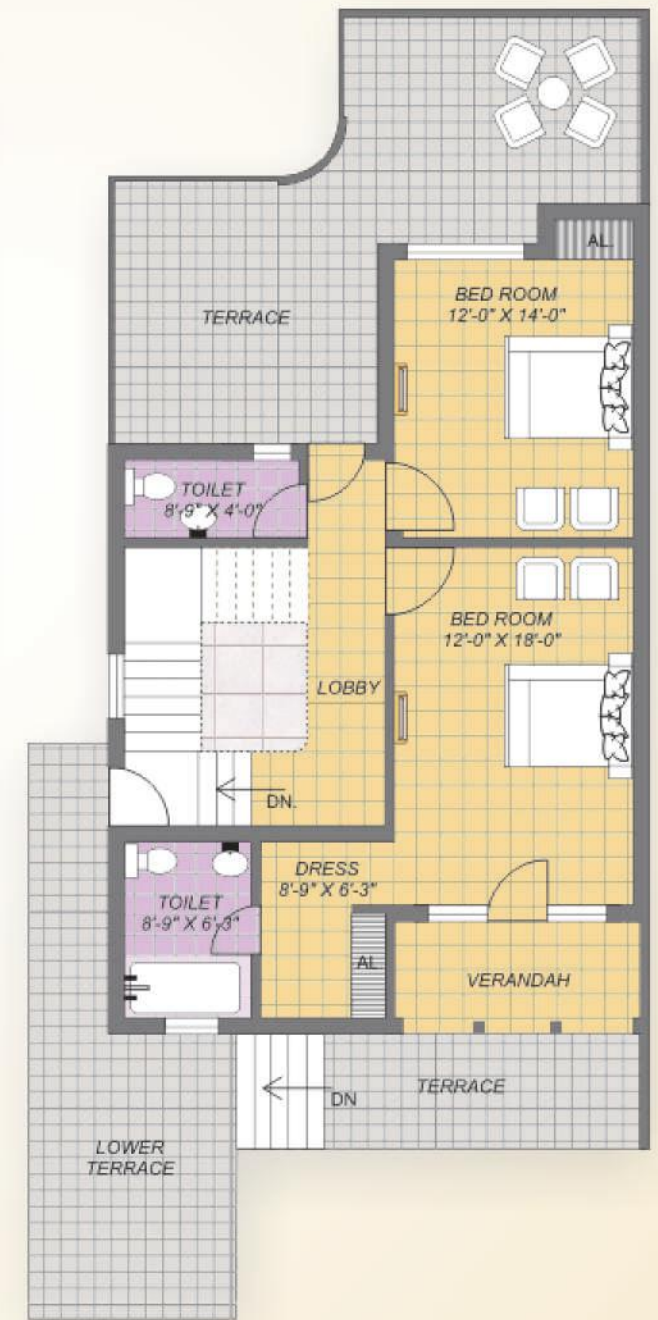 AL.
BED ROOM
12'-0" X 14'-0"
TERRACE
TOILET
8'-9" X 4'-0"
BED ROOM
12'-0" X 18'-0"
LOBBY
DN.
DRESS
8'-9" X 6'-3"
TOILET
8'-9" X 6'-3"
AL
VERANDAH
TERRACE
DN
LOWER
TERRACE